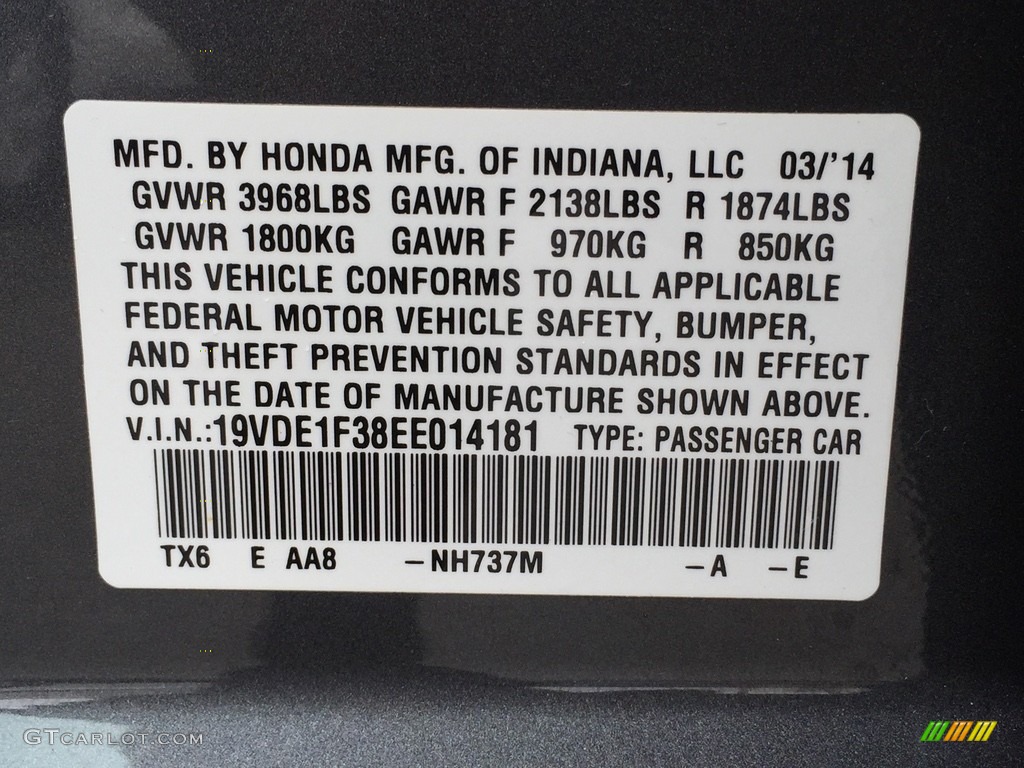 MFD. BY HONDA MFG. OF INDIANA, LLC 03/'14
GVWR 3968LBS GAWR F 2138LBS R 1874LBS
GVWR 1800KG GAWR F 970KG R 850KG
THIS VEHICLE CONFORMS TO ALL APPLICABLE
FEDERAL MOTOR VEHICLE SAFETY, BUMPER,
AND THEFT PREVENTION STANDARDS IN EFFECT
ON THE DATE OF MANUFACTURE SHOWN ABOVE.
V.I.N.:19VDE1F38EE014181 TYPE: PASSENGER CAR
TX6 E AA8 –NH737M –A –E
GTCARLOT.COM